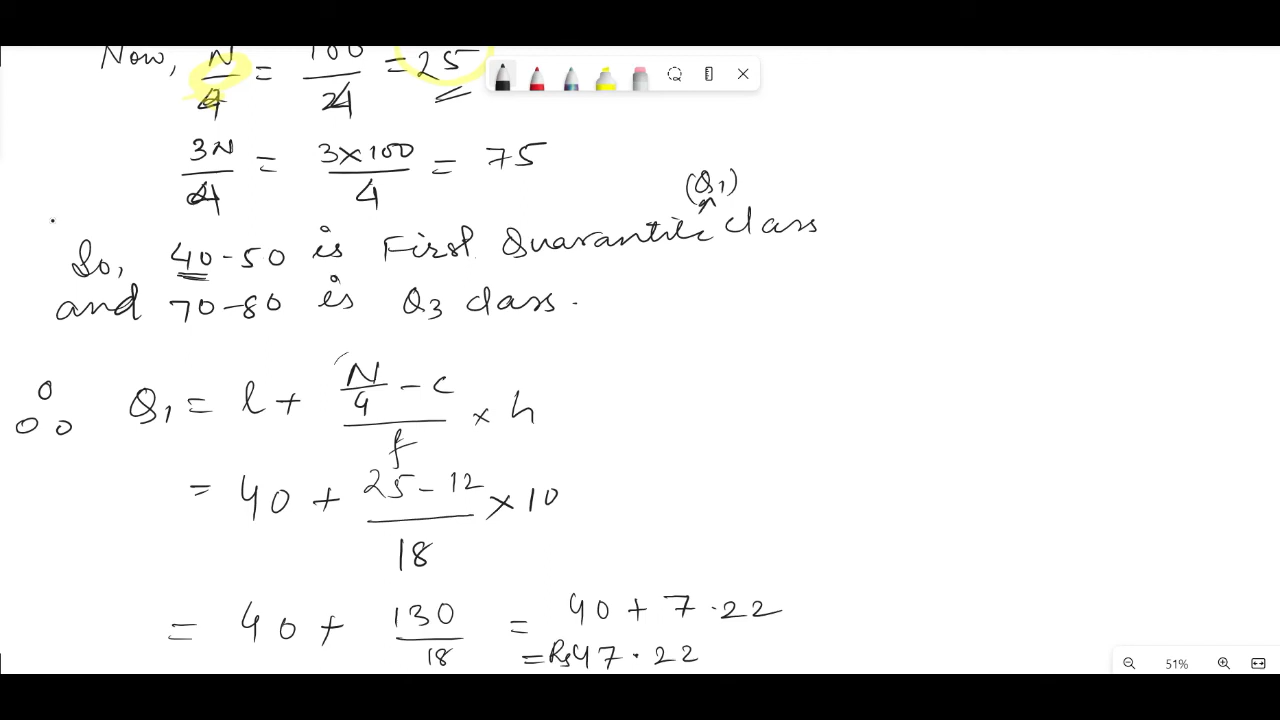 Now, N/4 = 100/24 = 25
3N/4 = 3×100/4 = 75
(Q1)
So, 40-50 is First Quarantile class
and 70-80 is Q3 class.
Q1 = l + (N/4 - c)/f × h
= 40 + (25-12)/18 × 10
= 40 + 130/18 = 40 + 7.22
= Rs 47.22
51%